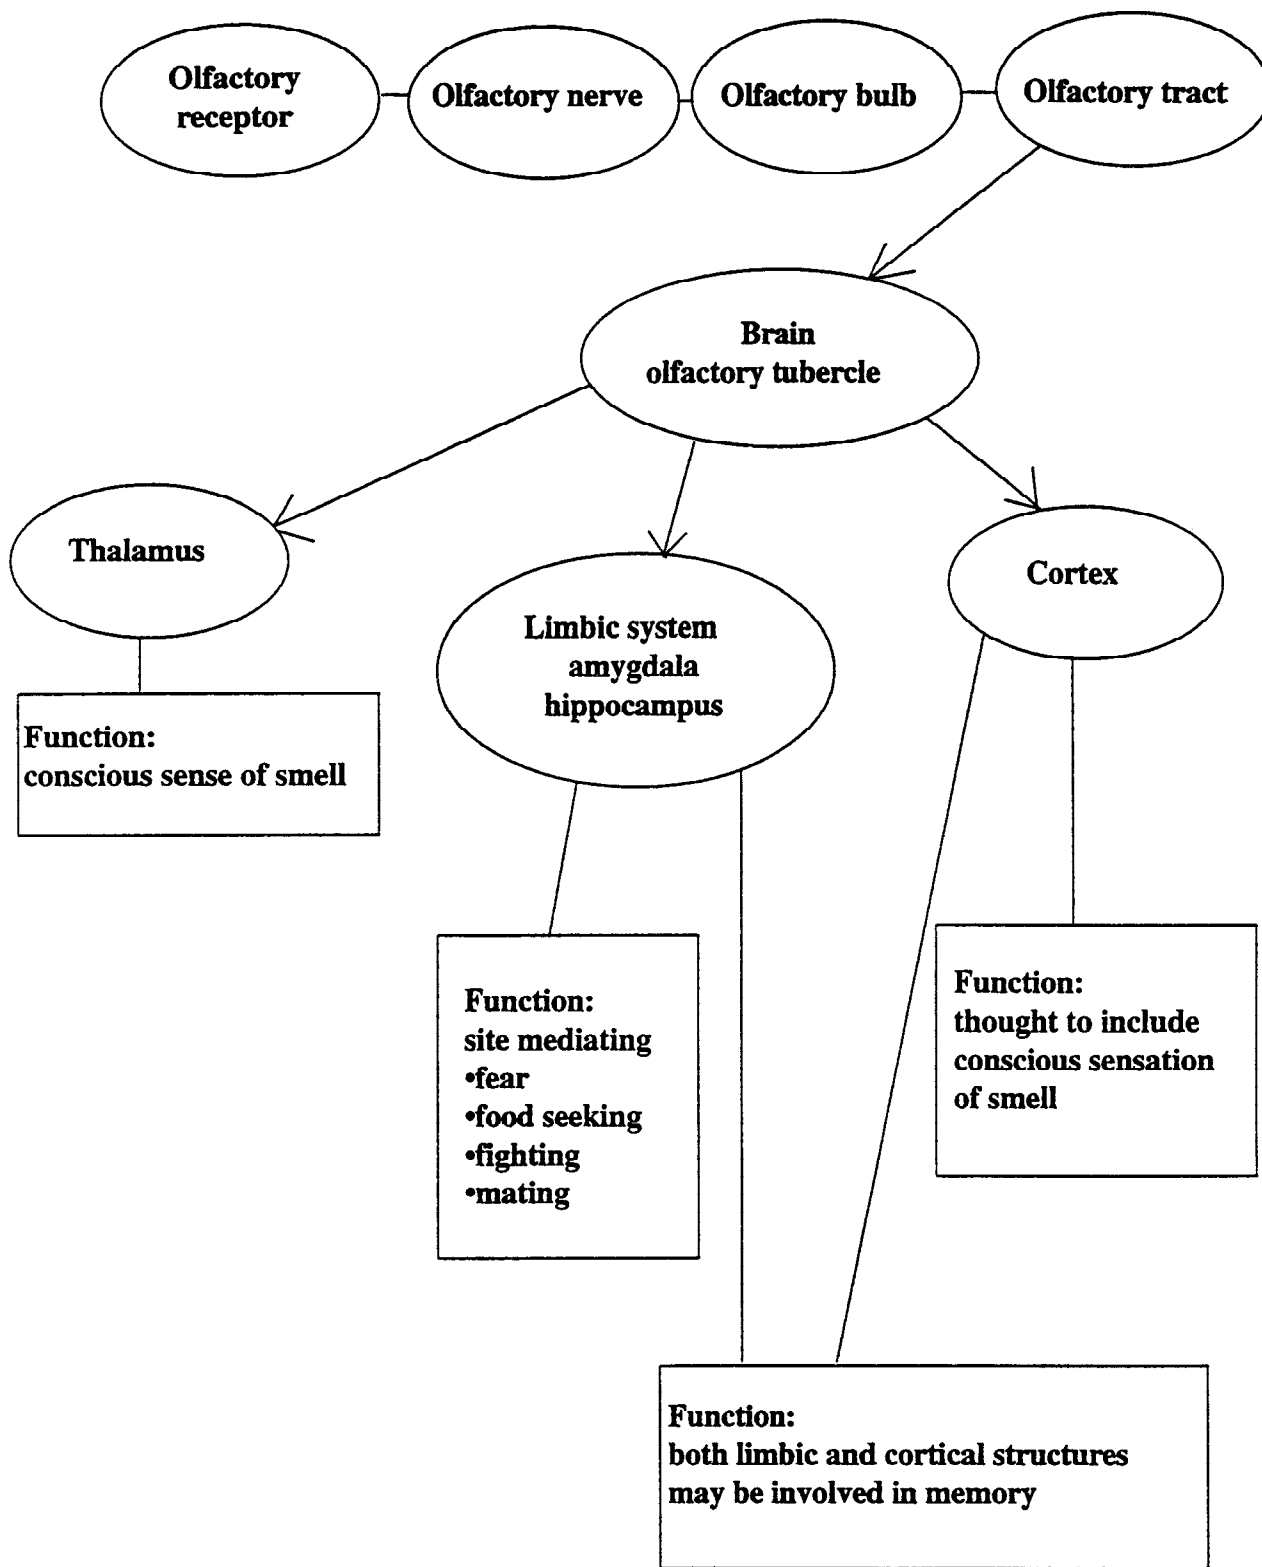 Olfactory
receptor
Olfactory nerve
Olfactory bulb
Olfactory tract
Brain
olfactory tubercle
Thalamus
Limbic system
amygdala
hippocampus
Cortex
Function:
conscious sense of smell
Function:
site mediating
•fear
•food seeking
•fighting
•mating
Function:
thought to include
conscious sensation
of smell
Function:
both limbic and cortical structures
may be involved in memory